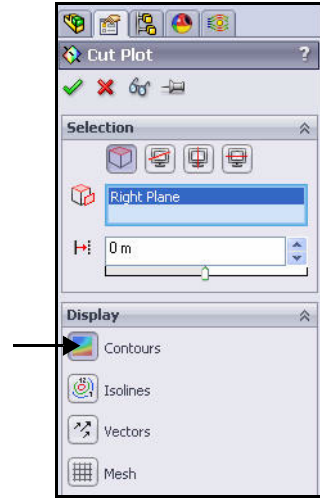 Cut Plot ?
Selection
Right Plane
0 m
Display
Contours
Isolines
Vectors
Mesh